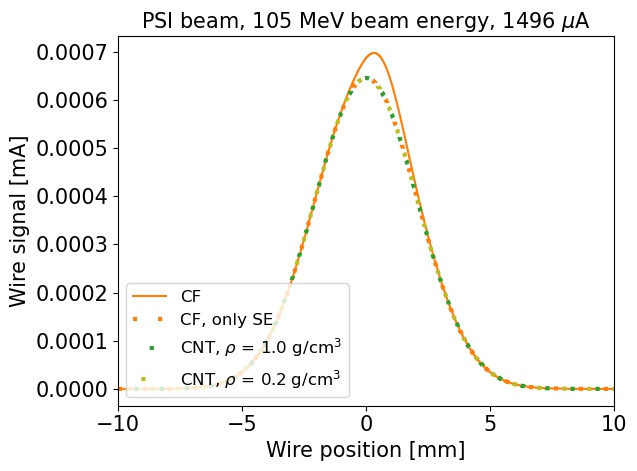 PSI beam, 105 MeV beam energy, 1496 μA
Wire signal [mA]
0.0007
0.0006
0.0005
0.0004
0.0003
0.0002
0.0001
0.0000
CF
CF, only SE
CNT, ρ = 1.0 g/cm³
CNT, ρ = 0.2 g/cm³
−10 −5 0 5 10
Wire position [mm]